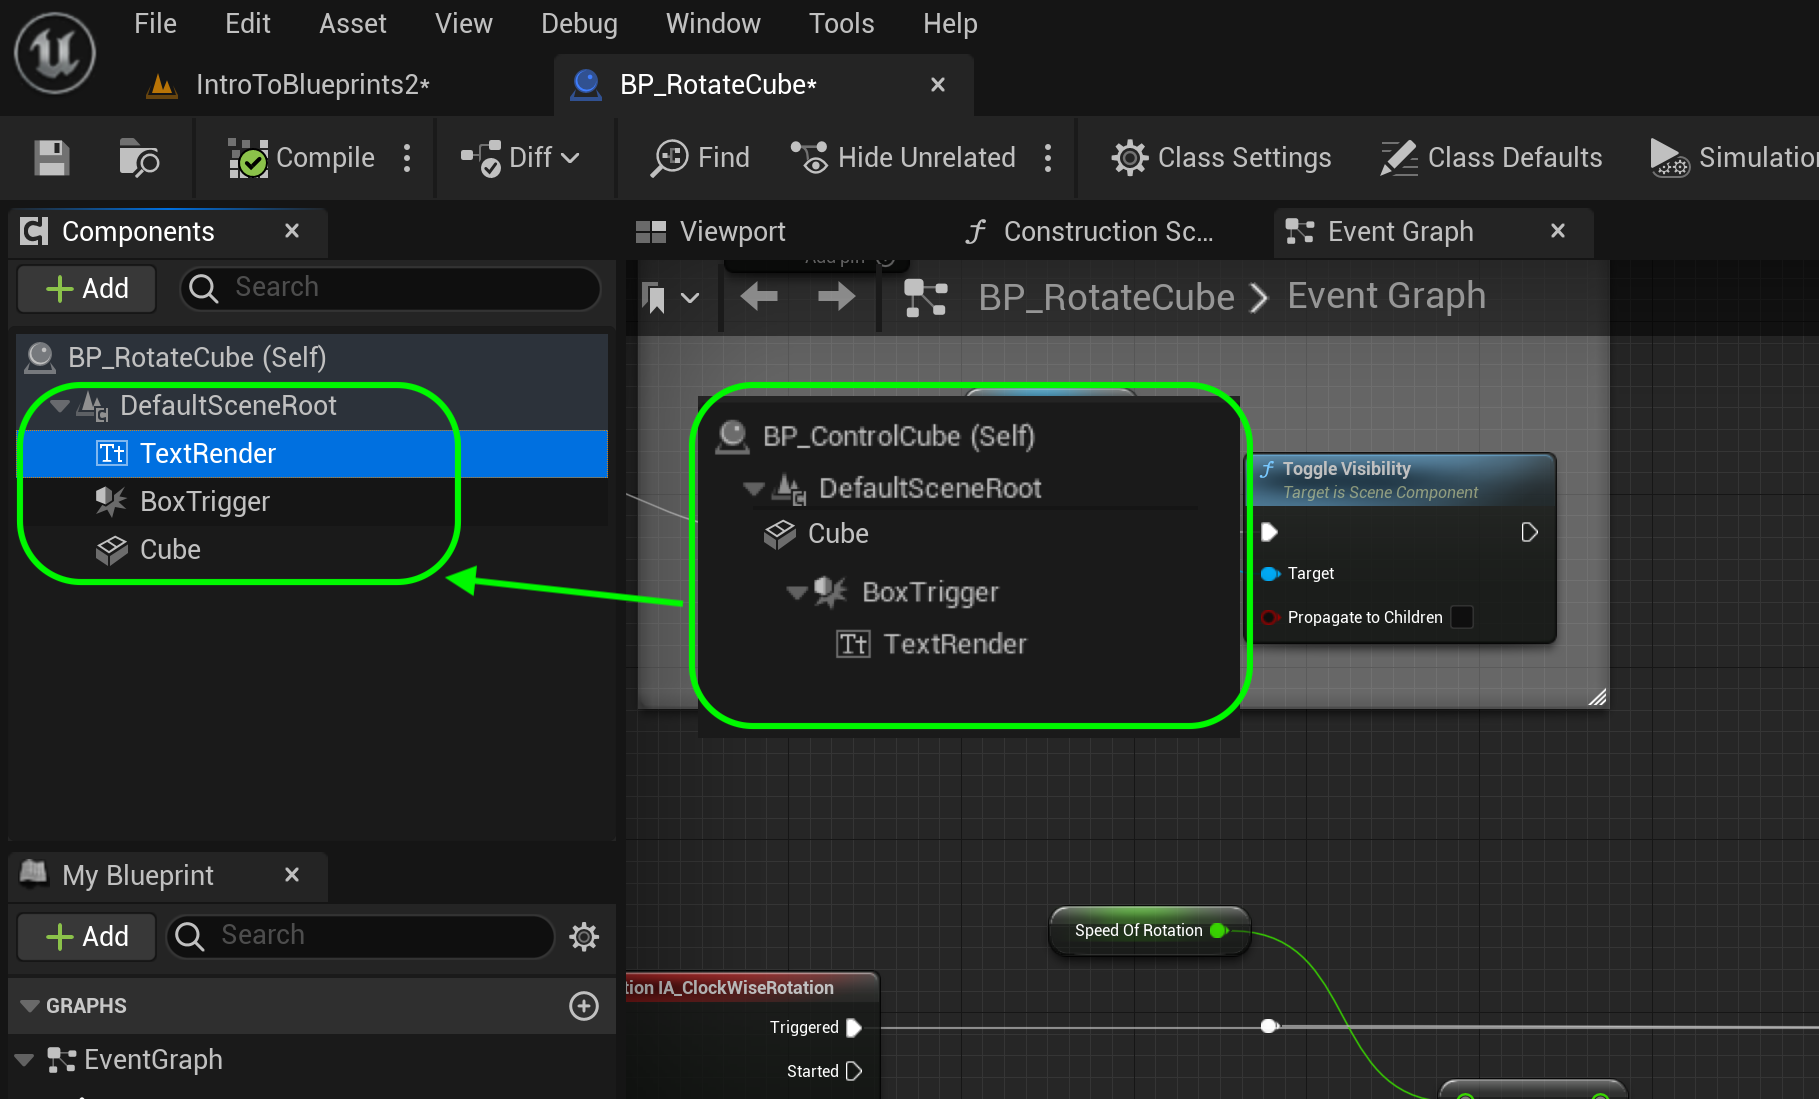 File Edit Asset View Debug Window Tools Help
IntroToBlueprints2*
BP_RotateCube*
Compile Diff Find Hide Unrelated Class Settings Class Defaults Simulation
Components
Viewport Construction Sc... Event Graph
Add Search
Add pin
BP_RotateCube > Event Graph
BP_RotateCube (Self)
DefaultSceneRoot
TextRender
BoxTrigger
Cube
BP_ControlCube (Self)
DefaultSceneRoot
Cube
BoxTrigger
TextRender
f Toggle Visibility
Target is Scene Component
Target
Propagate to Children
My Blueprint
Add Search
GRAPHS
EventGraph
Speed Of Rotation
tion IA_ClockWiseRotation
Triggered
Started